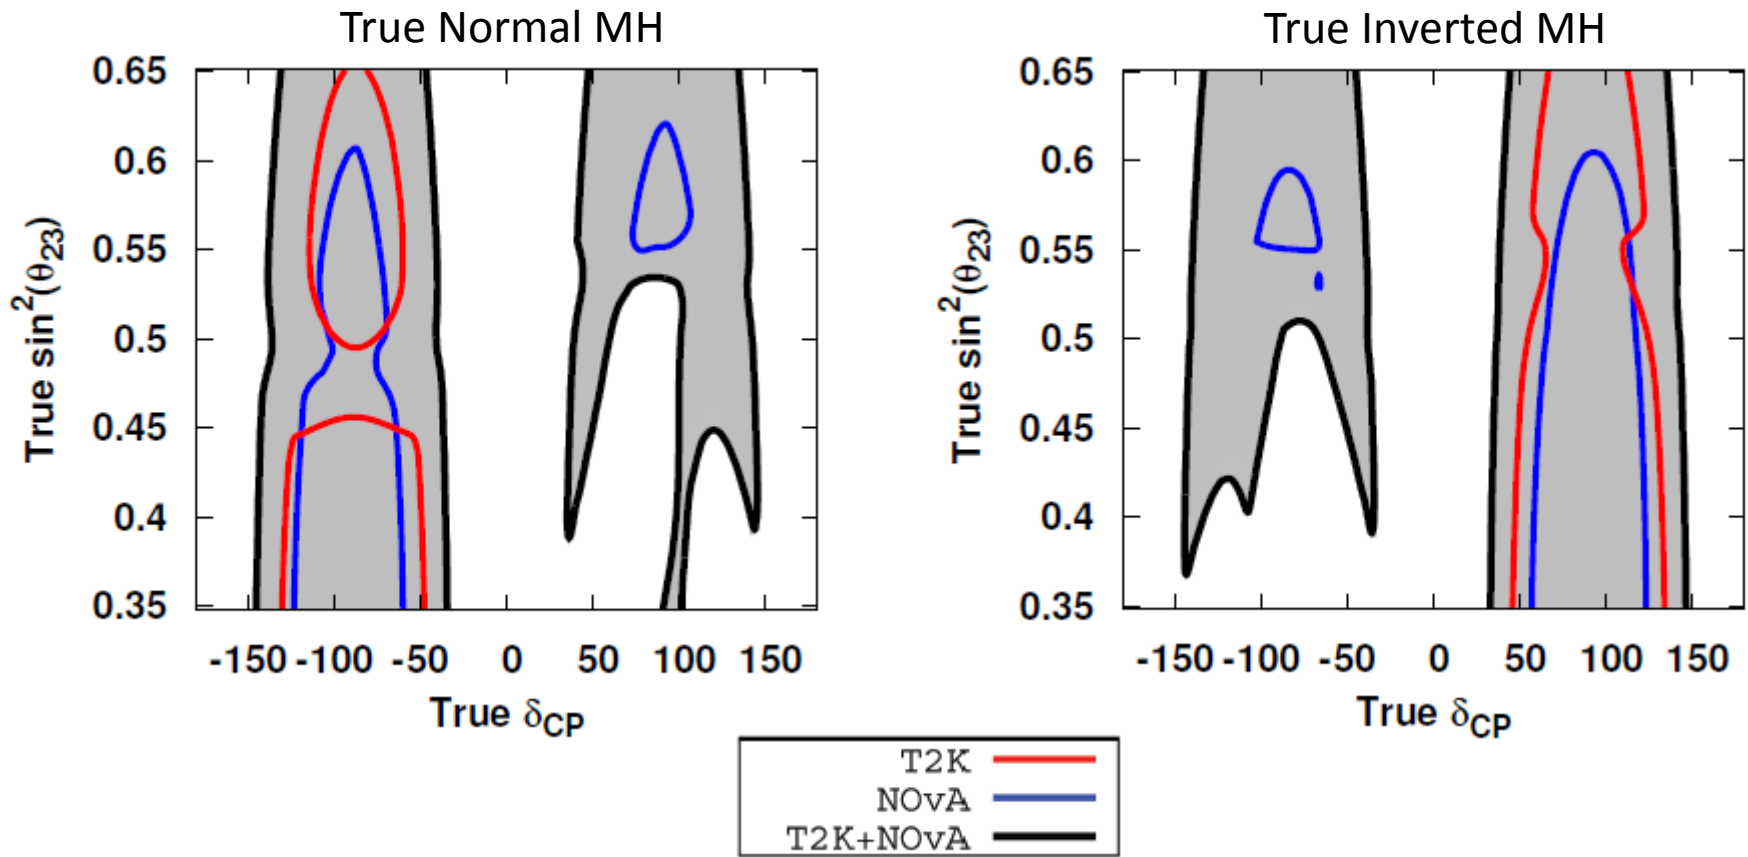 True Normal MH
0.65
0.6
0.55
0.5
0.45
0.4
0.35
True sin²(θ₂₃)
-150 -100 -50 0 50 100 150
True δCP
True Inverted MH
0.65
0.6
0.55
0.5
0.45
0.4
0.35
True sin²(θ₂₃)
-150 -100 -50 0 50 100 150
True δCP
T2K
NOvA
T2K+NOvA